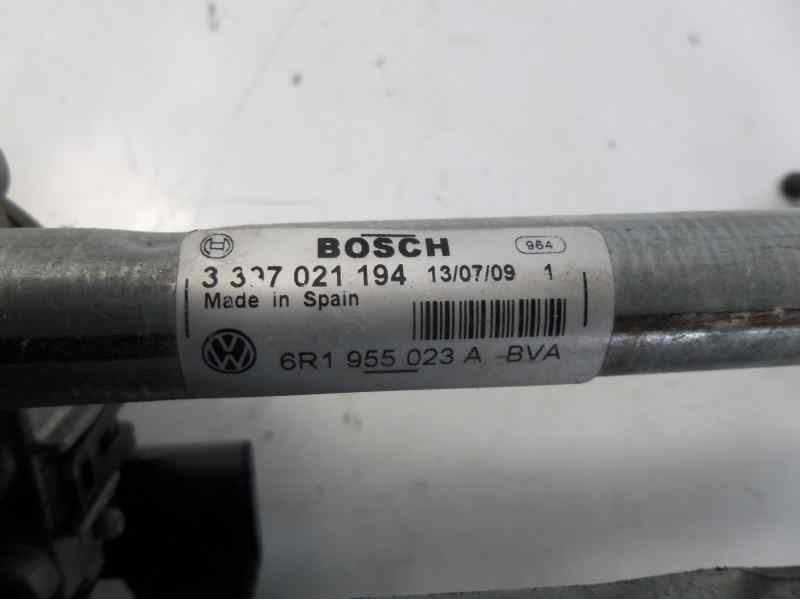 BOSCH 964
3 397 021 194 13/07/09 1
Made in Spain
6R1 955 023 A BVA